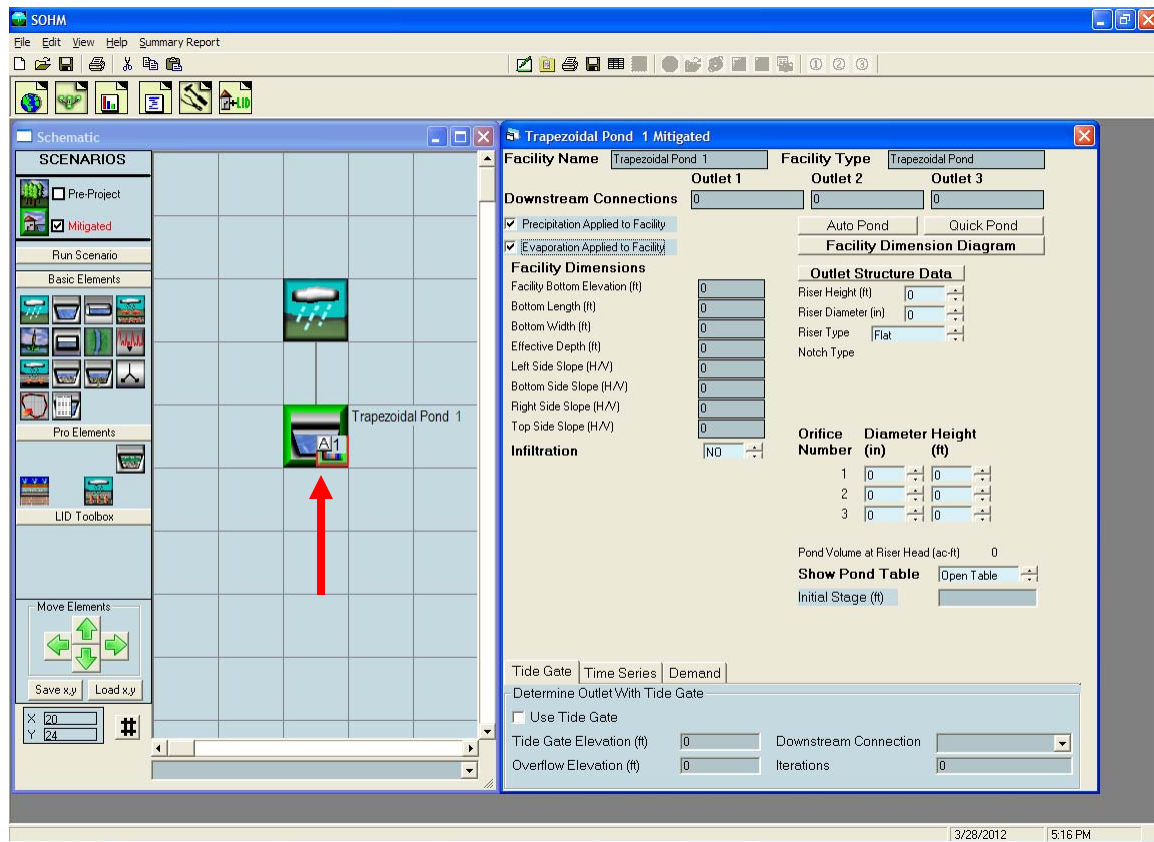 SOHM
File Edit View Help Summary Report
Schematic
SCENARIOS
Pre-Project
Mitigated
Run Scenario
Basic Elements
Pro Elements
LID Toolbox
Move Elements
Save x,y Load x,y
X 20
Y 24
#
+LID
Trapezoidal Pond 1
A 1
Trapezoidal Pond 1 Mitigated
Facility Name Trapezoidal Pond 1 Facility Type Trapezoidal Pond
Outlet 1 Outlet 2 Outlet 3
Downstream Connections 0 0 0
Precipitation Applied to Facility Auto Pond Quick Pond
Evaporation Applied to Facility Facility Dimension Diagram
Facility Dimensions Outlet Structure Data
Facility Bottom Elevation (ft) 0 Riser Height (ft) 0
Bottom Length (ft) 0 Riser Diameter (in) 0
Bottom Width (ft) 0 Riser Type Flat
Effective Depth (ft) 0 Notch Type
Left Side Slope (H/V) 0
Bottom Side Slope (H/V) 0
Right Side Slope (H/V) 0
Top Side Slope (H/V) 0
Infiltration NO
Orifice Diameter Height
Number (in) (ft)
1 0 0
2 0 0
3 0 0
Pond Volume at Riser Head (ac-ft) 0
Show Pond Table Open Table
Initial Stage (ft)
Tide Gate Time Series Demand
Determine Outlet With Tide Gate
Use Tide Gate
Tide Gate Elevation (ft) 0 Downstream Connection
Overflow Elevation (ft) 0 Iterations 0
3/28/2012 5:16 PM